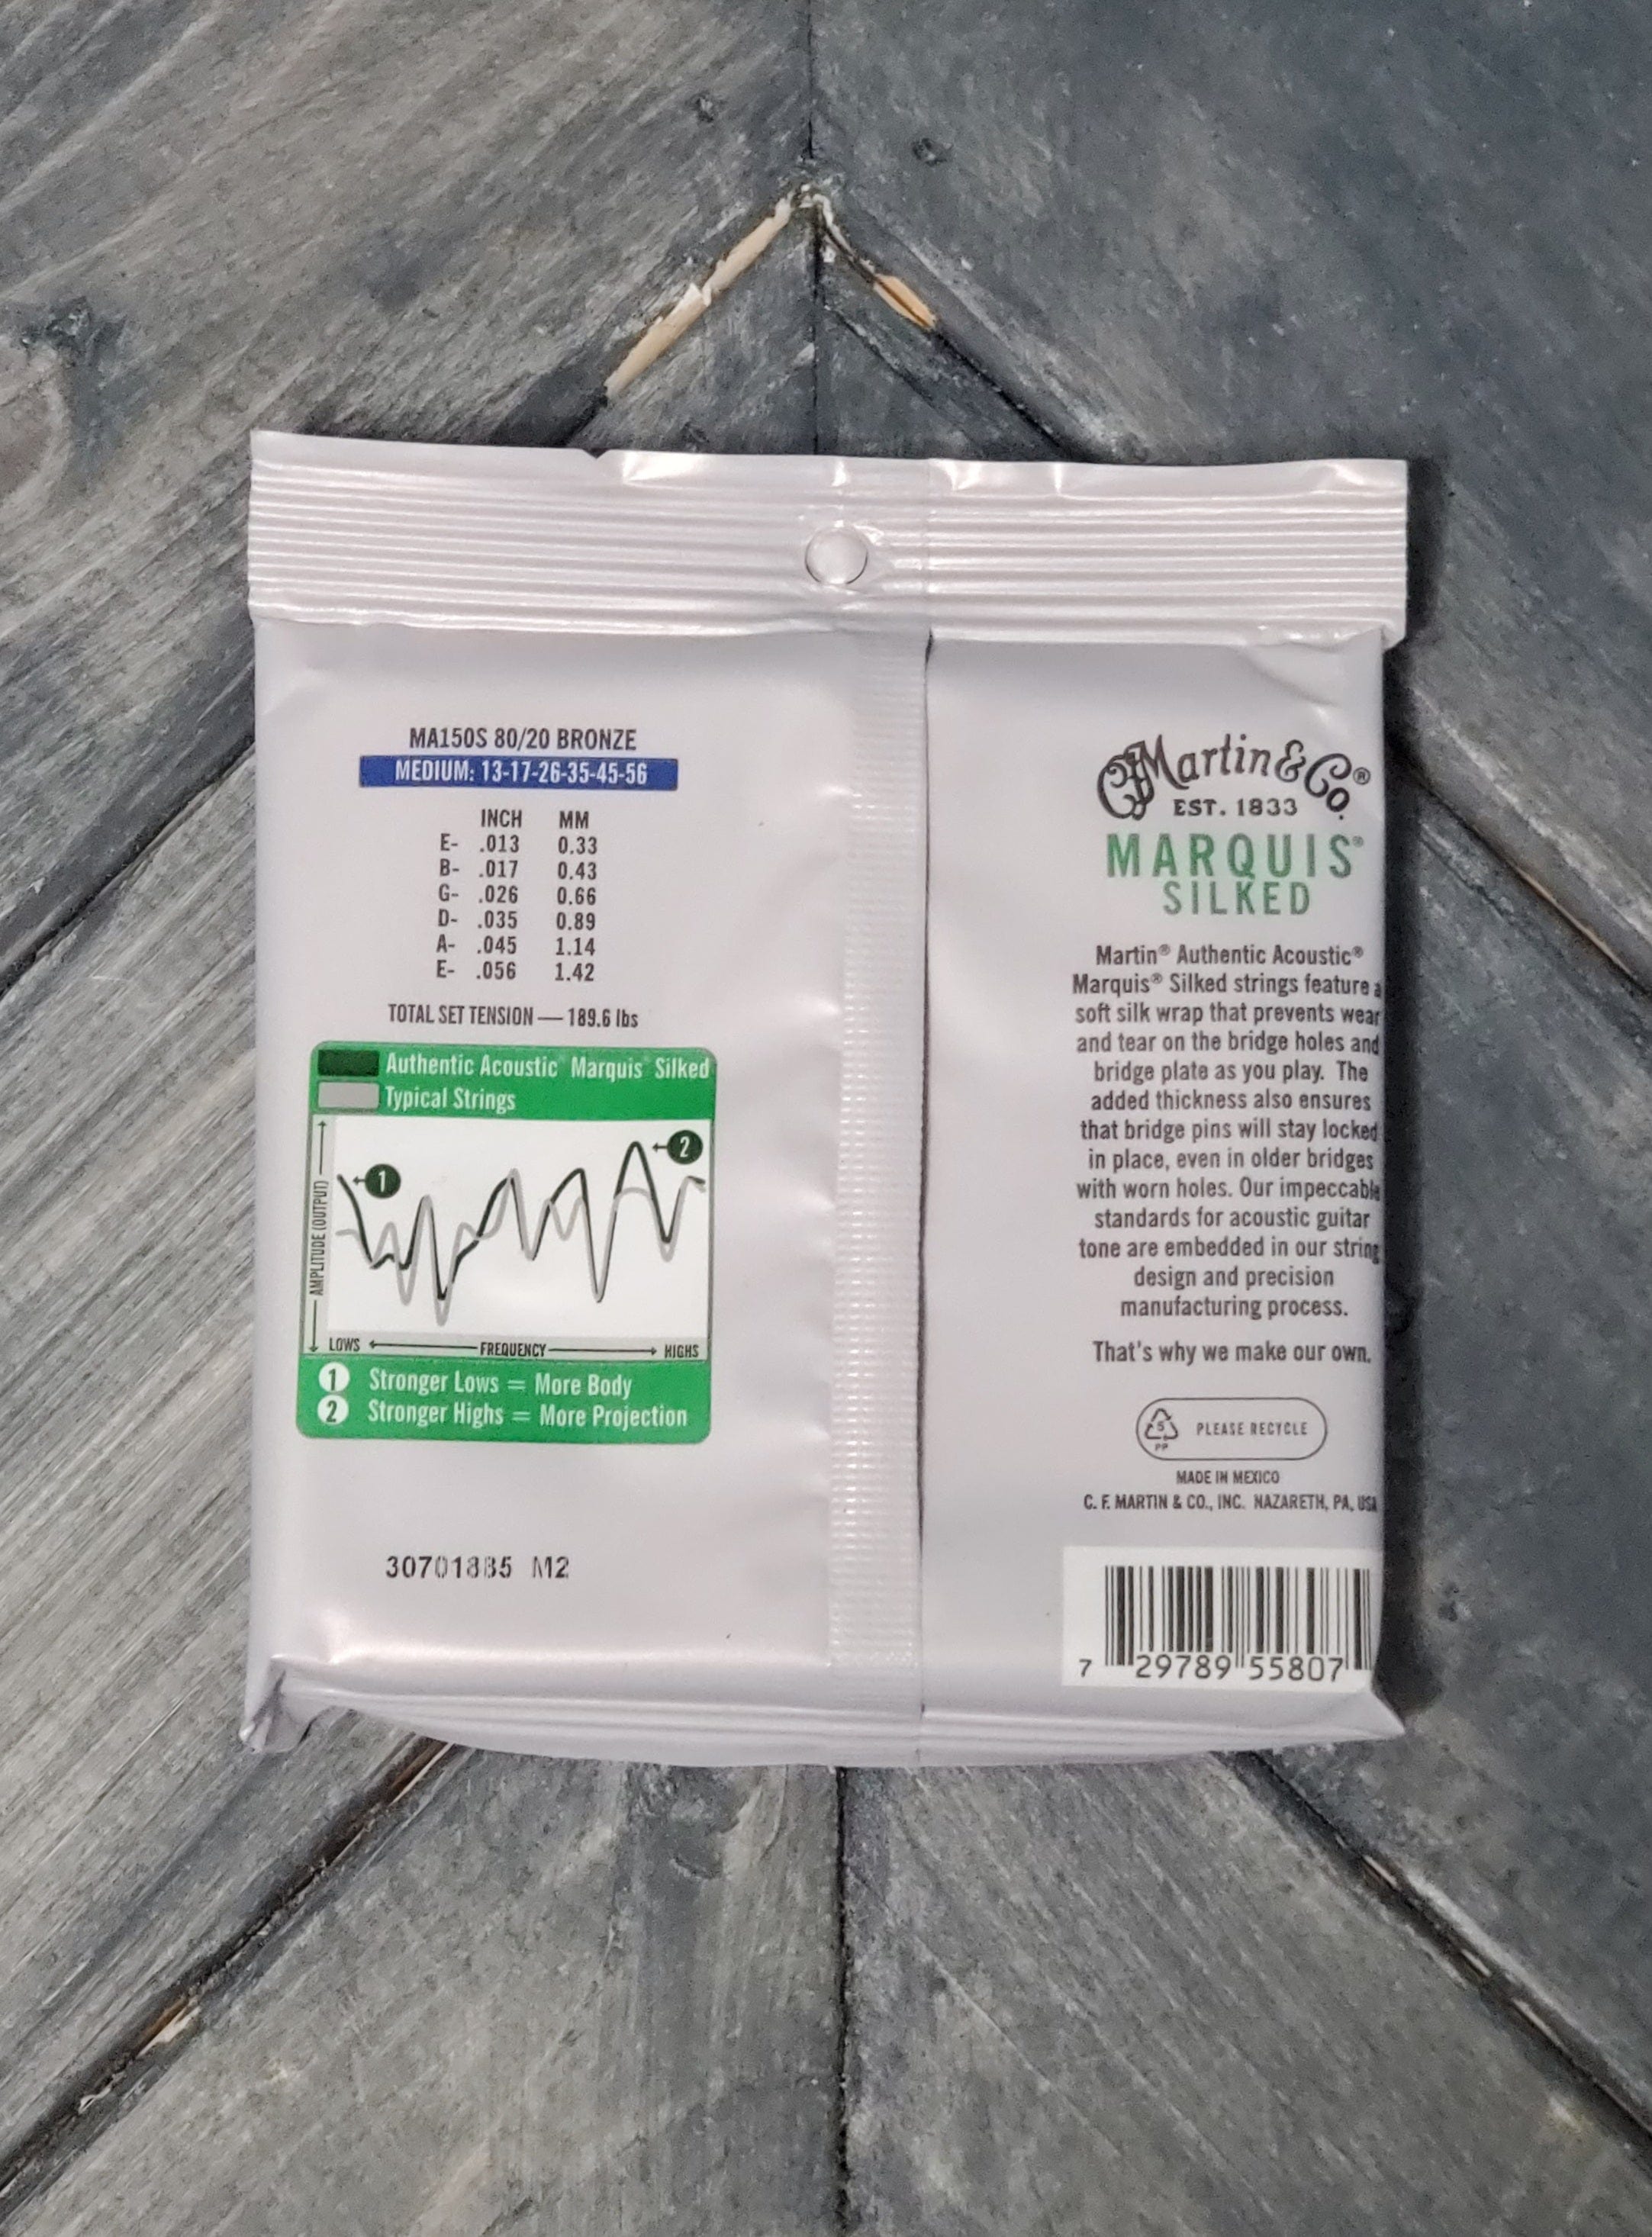 MA150S 80/20 BRONZE
MEDIUM: 13-17-26-35-45-56
INCH MM
E- .013 0.33
B- .017 0.43
G- .026 0.66
D- .035 0.89
A- .045 1.14
E- .056 1.42
TOTAL SET TENSION — 189.6 lbs
Authentic Acoustic Marquis Silked
Typical Strings
1
2
AMPLITUDE (OUTPUT)
LOWS FREQUENCY HIGHS
1 Stronger Lows = More Body
2 Stronger Highs = More Projection
30701885 M2
CF Martin & Co.®
EST. 1833
MARQUIS®
SILKED
Martin® Authentic Acoustic®
Marquis® Silked strings feature a
soft silk wrap that prevents wear
and tear on the bridge holes and
bridge plate as you play. The
added thickness also ensures
that bridge pins will stay locked
in place, even in older bridges
with worn holes. Our impeccable
standards for acoustic guitar
tone are embedded in our string
design and precision
manufacturing process.
That's why we make our own.
5
PP
PLEASE RECYCLE
MADE IN MEXICO
C. F. MARTIN & CO., INC. NAZARETH, PA, USA
7 29789 55807